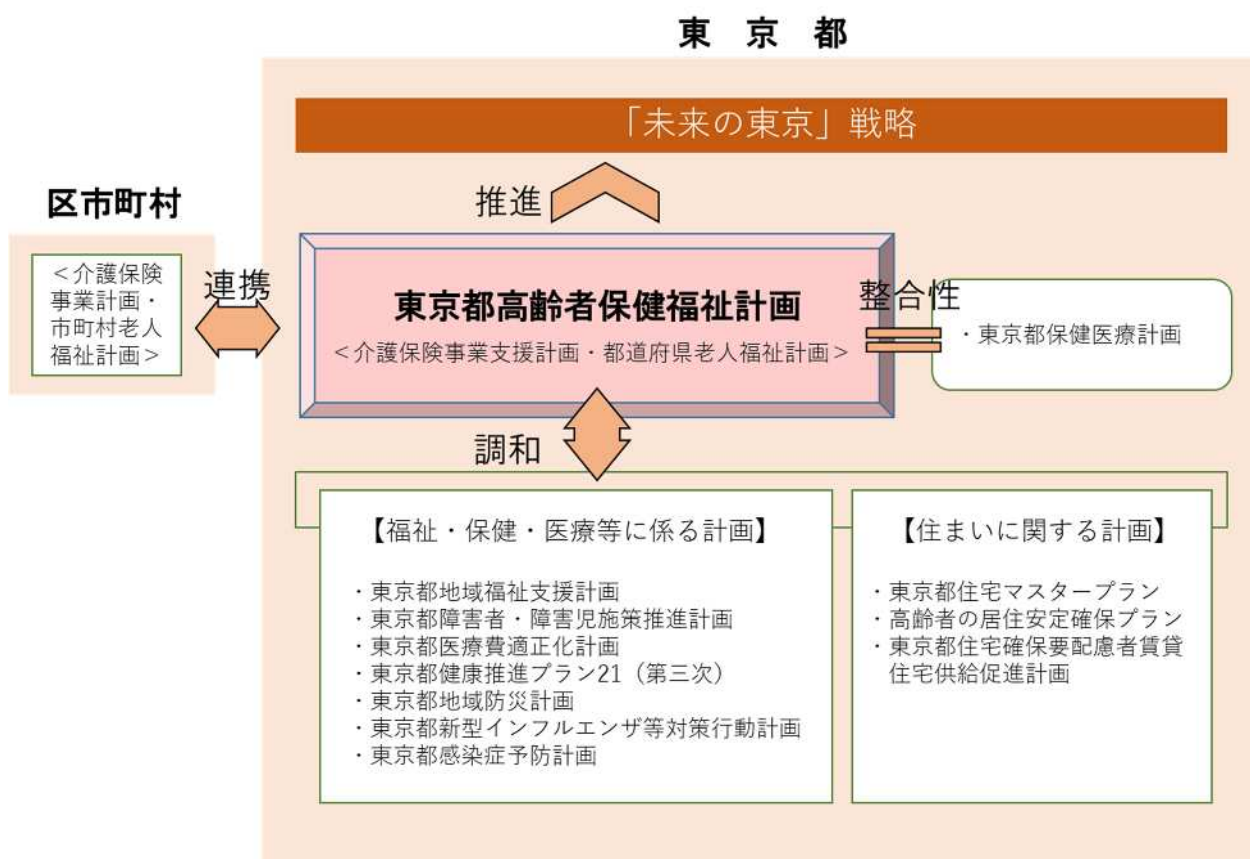 東 京 都
「未来の東京」戦略
推進
区市町村
＜介護保険
事業計画・
市町村老人
福祉計画＞
連携
東京都高齢者保健福祉計画
＜介護保険事業支援計画・都道府県老人福祉計画＞
整合性
・東京都保健医療計画
調和
【福祉・保健・医療等に係る計画】
・東京都地域福祉支援計画
・東京都障害者・障害児施策推進計画
・東京都医療費適正化計画
・東京都健康推進プラン21（第三次）
・東京都地域防災計画
・東京都新型インフルエンザ等対策行動計画
・東京都感染症予防計画
【住まいに関する計画】
・東京都住宅マスタープラン
・高齢者の居住安定確保プラン
・東京都住宅確保要配慮者賃貸
住宅供給促進計画